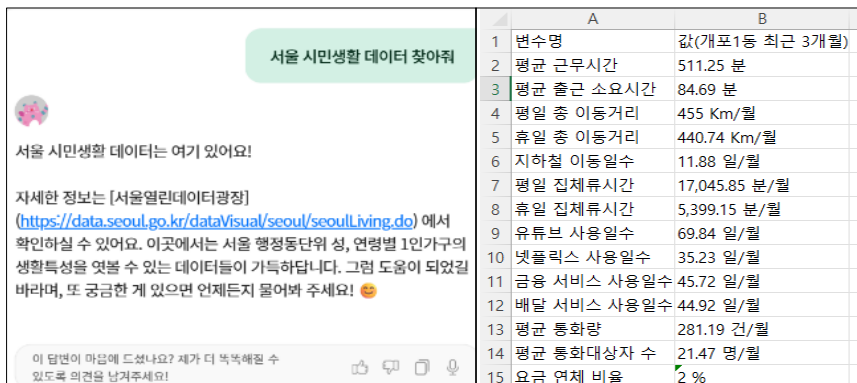 서울 시민생활 데이터 찾아줘
서울 시민생활 데이터는 여기 있어요!
자세한 정보는 [서울열린데이터광장]
(https://data.seoul.go.kr/dataVisual/seoul/seoulLiving.do) 에서
확인하실 수 있어요. 이곳에서는 서울 행정동단위 성, 연령별 1인가구의
생활특성을 엿볼 수 있는 데이터들이 가득하답니다. 그럼 도움이 되었길
바라며, 또 궁금한 게 있으면 언제든지 물어봐 주세요! 😊
이 답변이 마음에 드셨나요? 제가 더 똑똑해질 수
있도록 의견을 남겨주세요!
A B
1 변수명 값(개포1동 최근 3개월)
2 평균 근무시간 511.25 분
3 평균 출근 소요시간 84.69 분
4 평일 총 이동거리 455 Km/월
5 휴일 총 이동거리 440.74 Km/월
6 지하철 이동일수 11.88 일/월
7 평일 집체류시간 17,045.85 분/월
8 휴일 집체류시간 5,399.15 분/월
9 유튜브 사용일수 69.84 일/월
10 넷플릭스 사용일수 35.23 일/월
11 금융 서비스 사용일수 45.72 일/월
12 배달 서비스 사용일수 44.92 일/월
13 평균 통화량 281.19 건/월
14 평균 통화대상자 수 21.47 명/월
15 요금 연체 비율 2 %